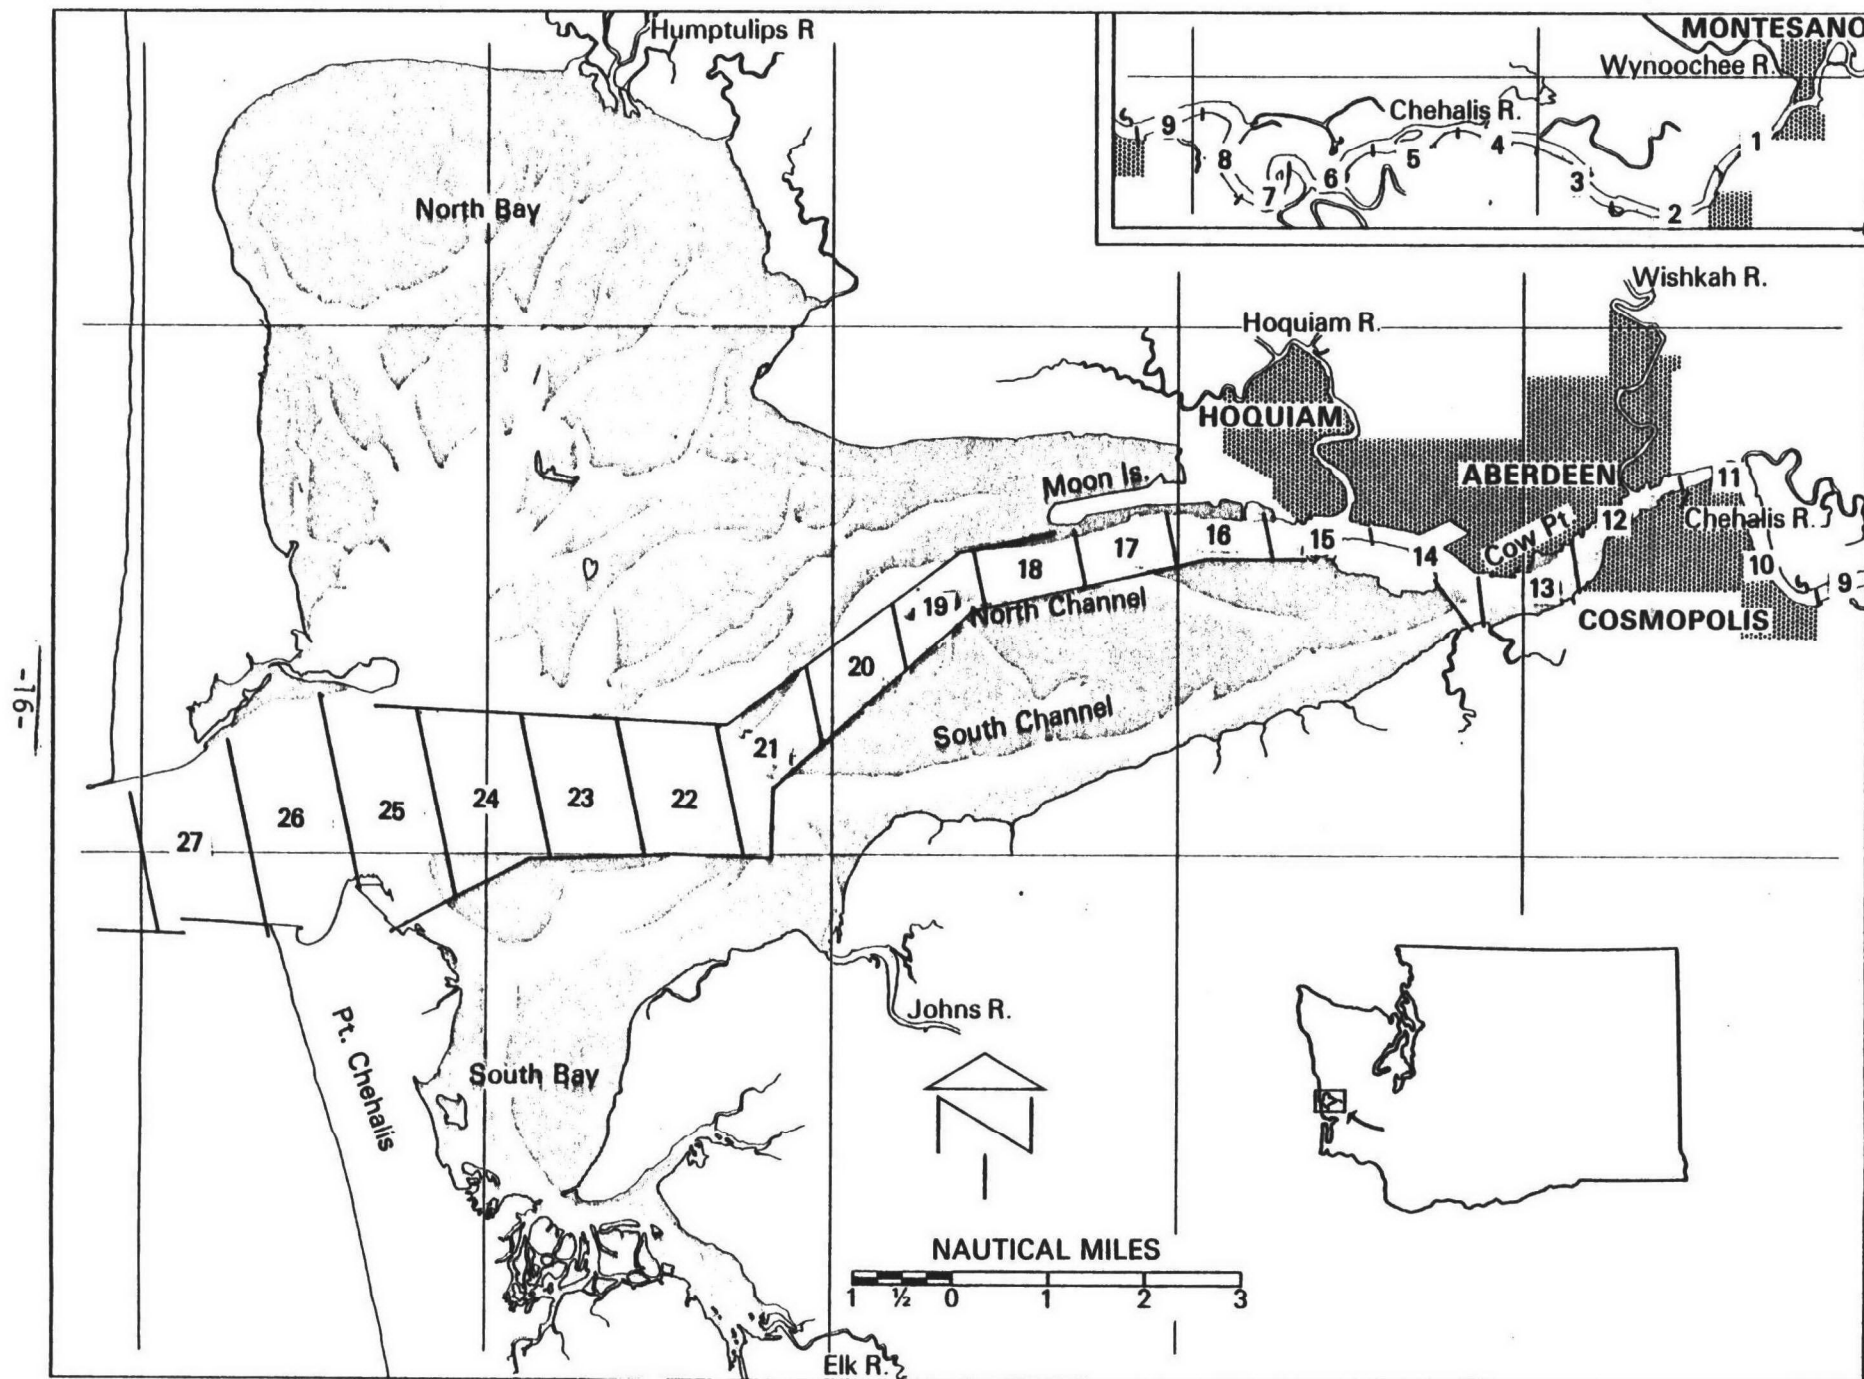 Humptulips R
MONTESANO
Wynoochee R.
Chehalis R.
9
8
7
6
5
4
3
2
1
North Bay
Wishkah R.
Hoquiam R.
HOQUIAM
ABERDEEN
Moon Is.
11
Chehalis R.
Cow Pt.
12
10
9
COSMOPOLIS
13
14
15
16
17
18
19
North Channel
20
South Channel
21
22
23
24
25
26
27
-16-
Johns R.
Pt. Chehalis
South Bay
NAUTICAL MILES
1 ½ 0 1 2 3
Elk R.